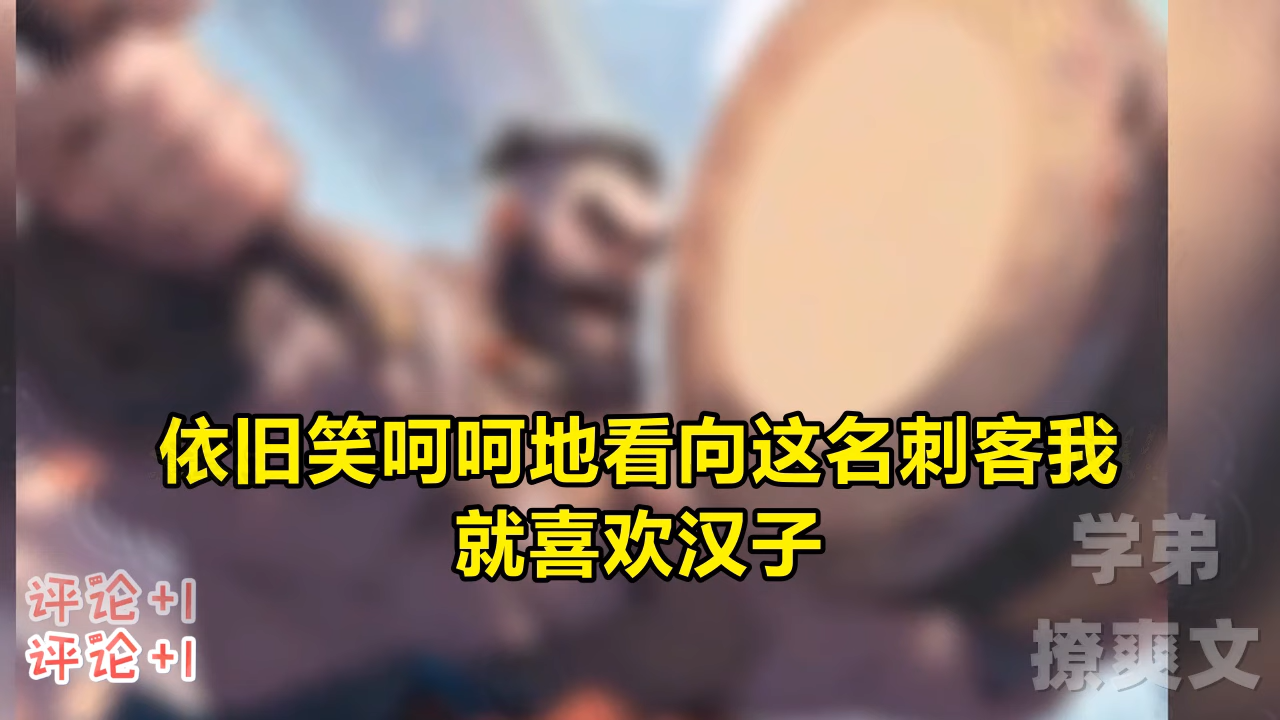 依旧笑呵呵地看向这名刺客我
就喜欢汉子
学弟
撩爽文
评论+1
评论+1